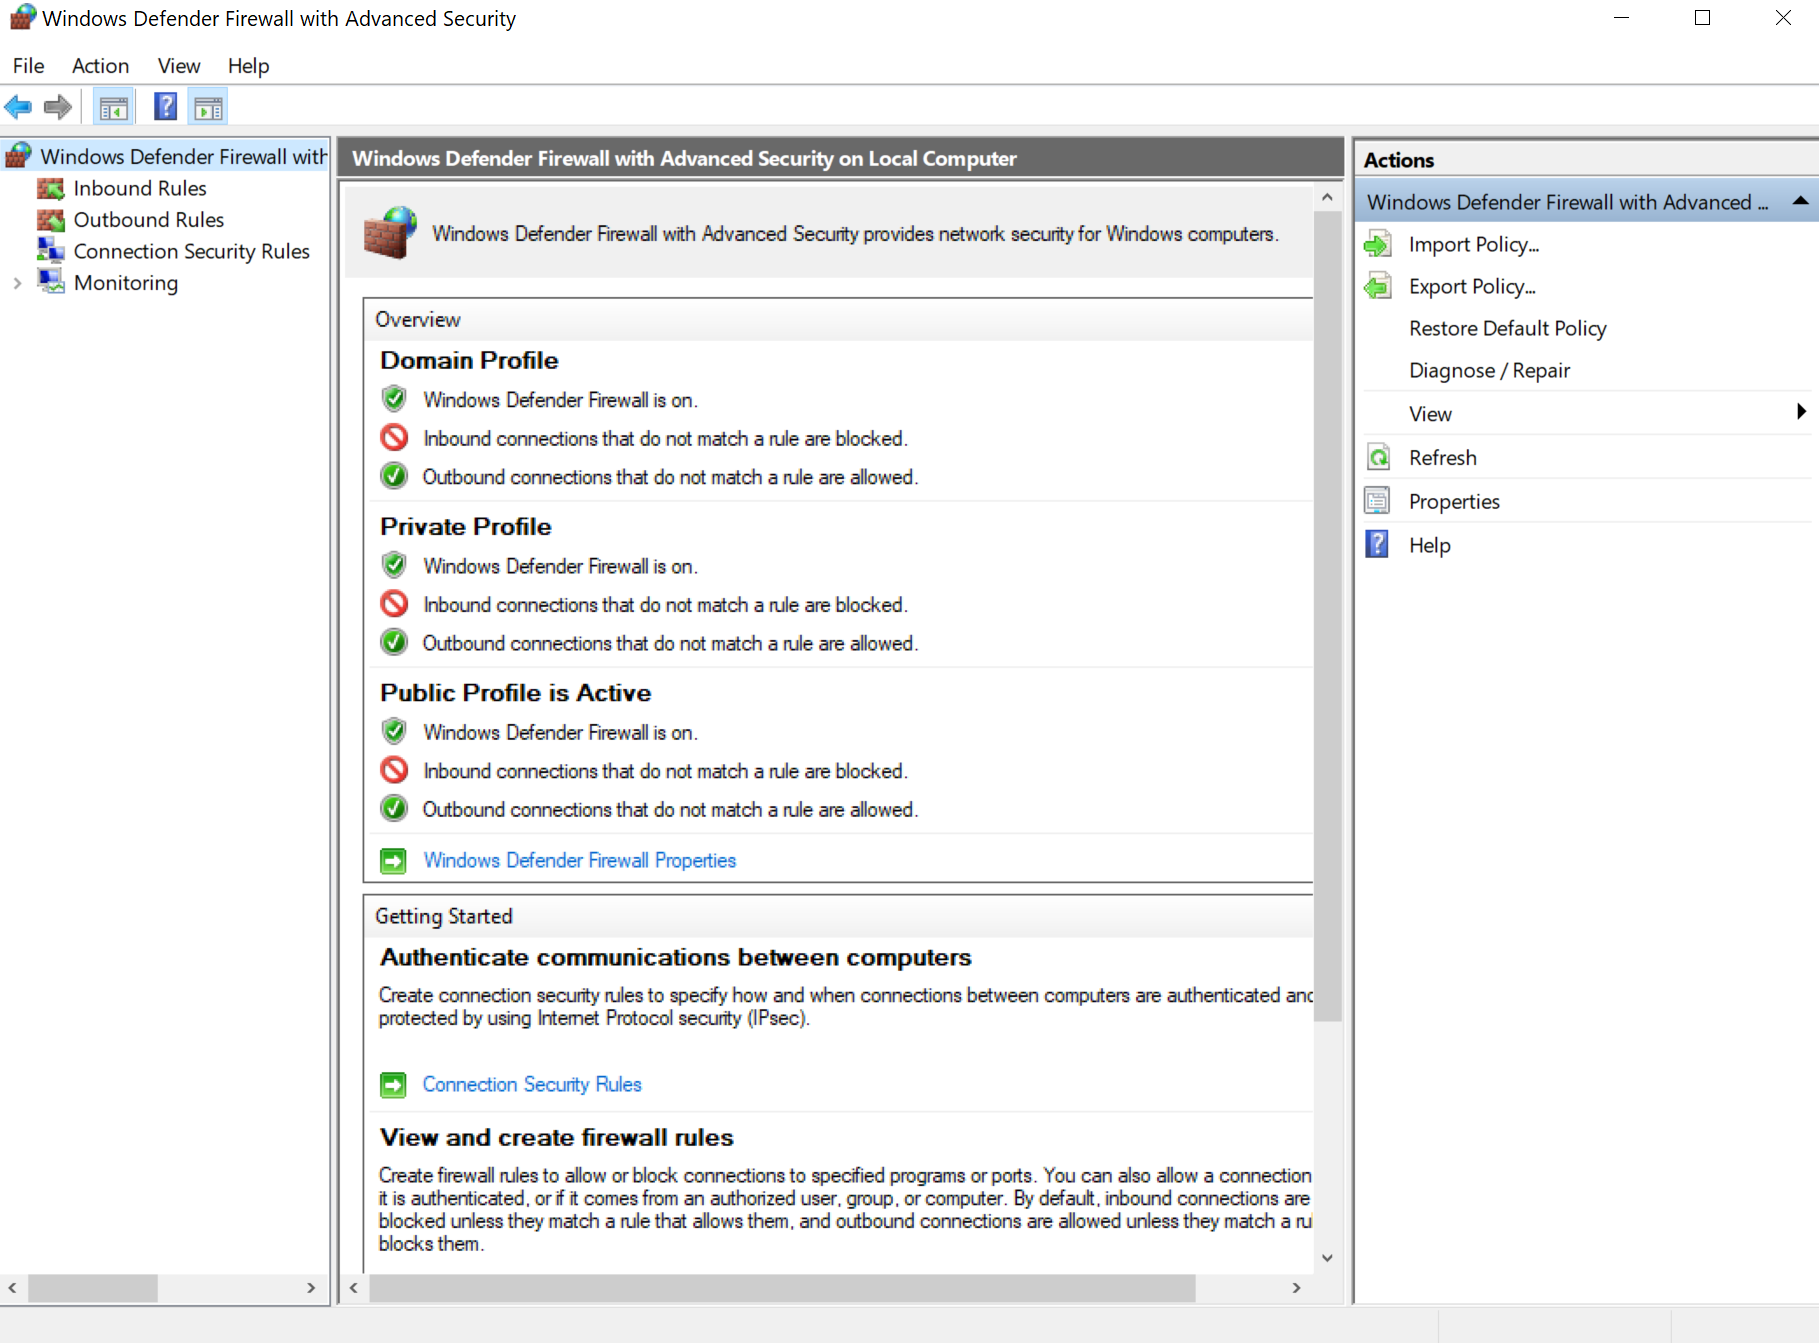 Windows Defender Firewall with Advanced Security
File Action View Help
Windows Defender Firewall with
Inbound Rules
Outbound Rules
Connection Security Rules
Monitoring
Windows Defender Firewall with Advanced Security on Local Computer
Windows Defender Firewall with Advanced Security provides network security for Windows computers.
Overview
Domain Profile
Windows Defender Firewall is on.
Inbound connections that do not match a rule are blocked.
Outbound connections that do not match a rule are allowed.
Private Profile
Windows Defender Firewall is on.
Inbound connections that do not match a rule are blocked.
Outbound connections that do not match a rule are allowed.
Public Profile is Active
Windows Defender Firewall is on.
Inbound connections that do not match a rule are blocked.
Outbound connections that do not match a rule are allowed.
Windows Defender Firewall Properties
Getting Started
Authenticate communications between computers
Create connection security rules to specify how and when connections between computers are authenticated and
protected by using Internet Protocol security (IPsec).
Connection Security Rules
View and create firewall rules
Create firewall rules to allow or block connections to specified programs or ports. You can also allow a connection
it is authenticated, or if it comes from an authorized user, group, or computer. By default, inbound connections are
blocked unless they match a rule that allows them, and outbound connections are allowed unless they match a ru
blocks them.
Actions
Windows Defender Firewall with Advanced ...
Import Policy...
Export Policy...
Restore Default Policy
Diagnose / Repair
View
Refresh
Properties
Help